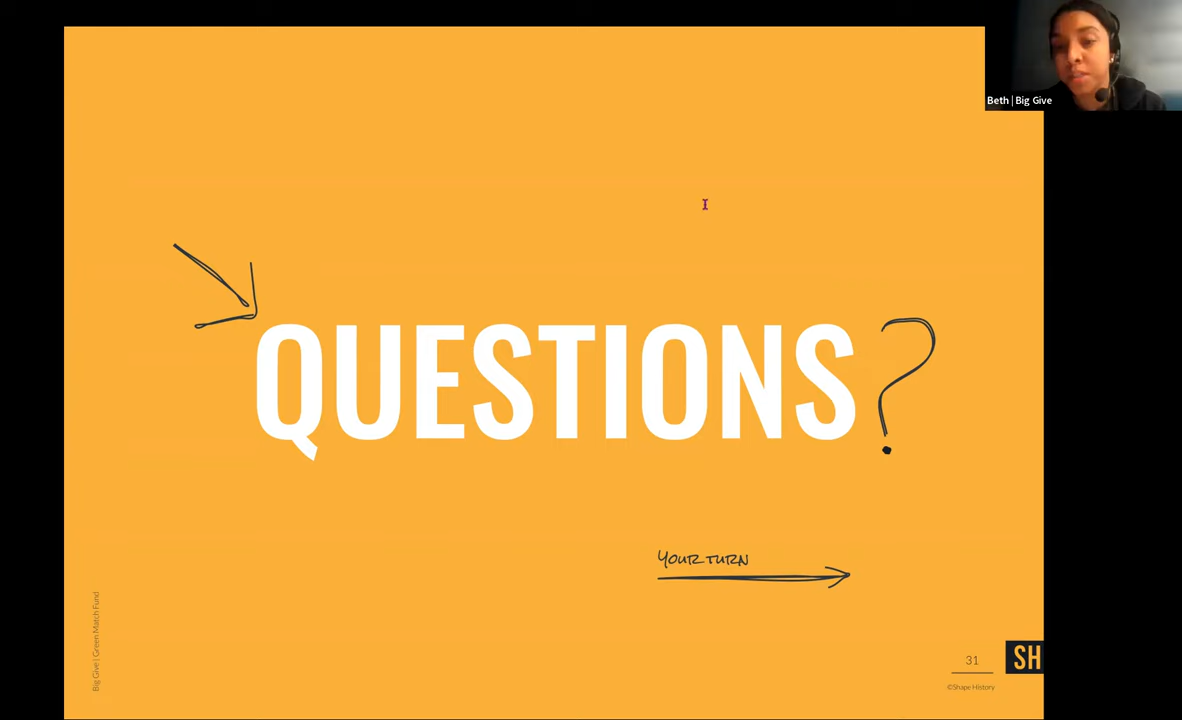 Beth | Big Give
QUESTIONS?
YOUR TURN
Big Give | Green Match Fund
31
SH
©Shape History